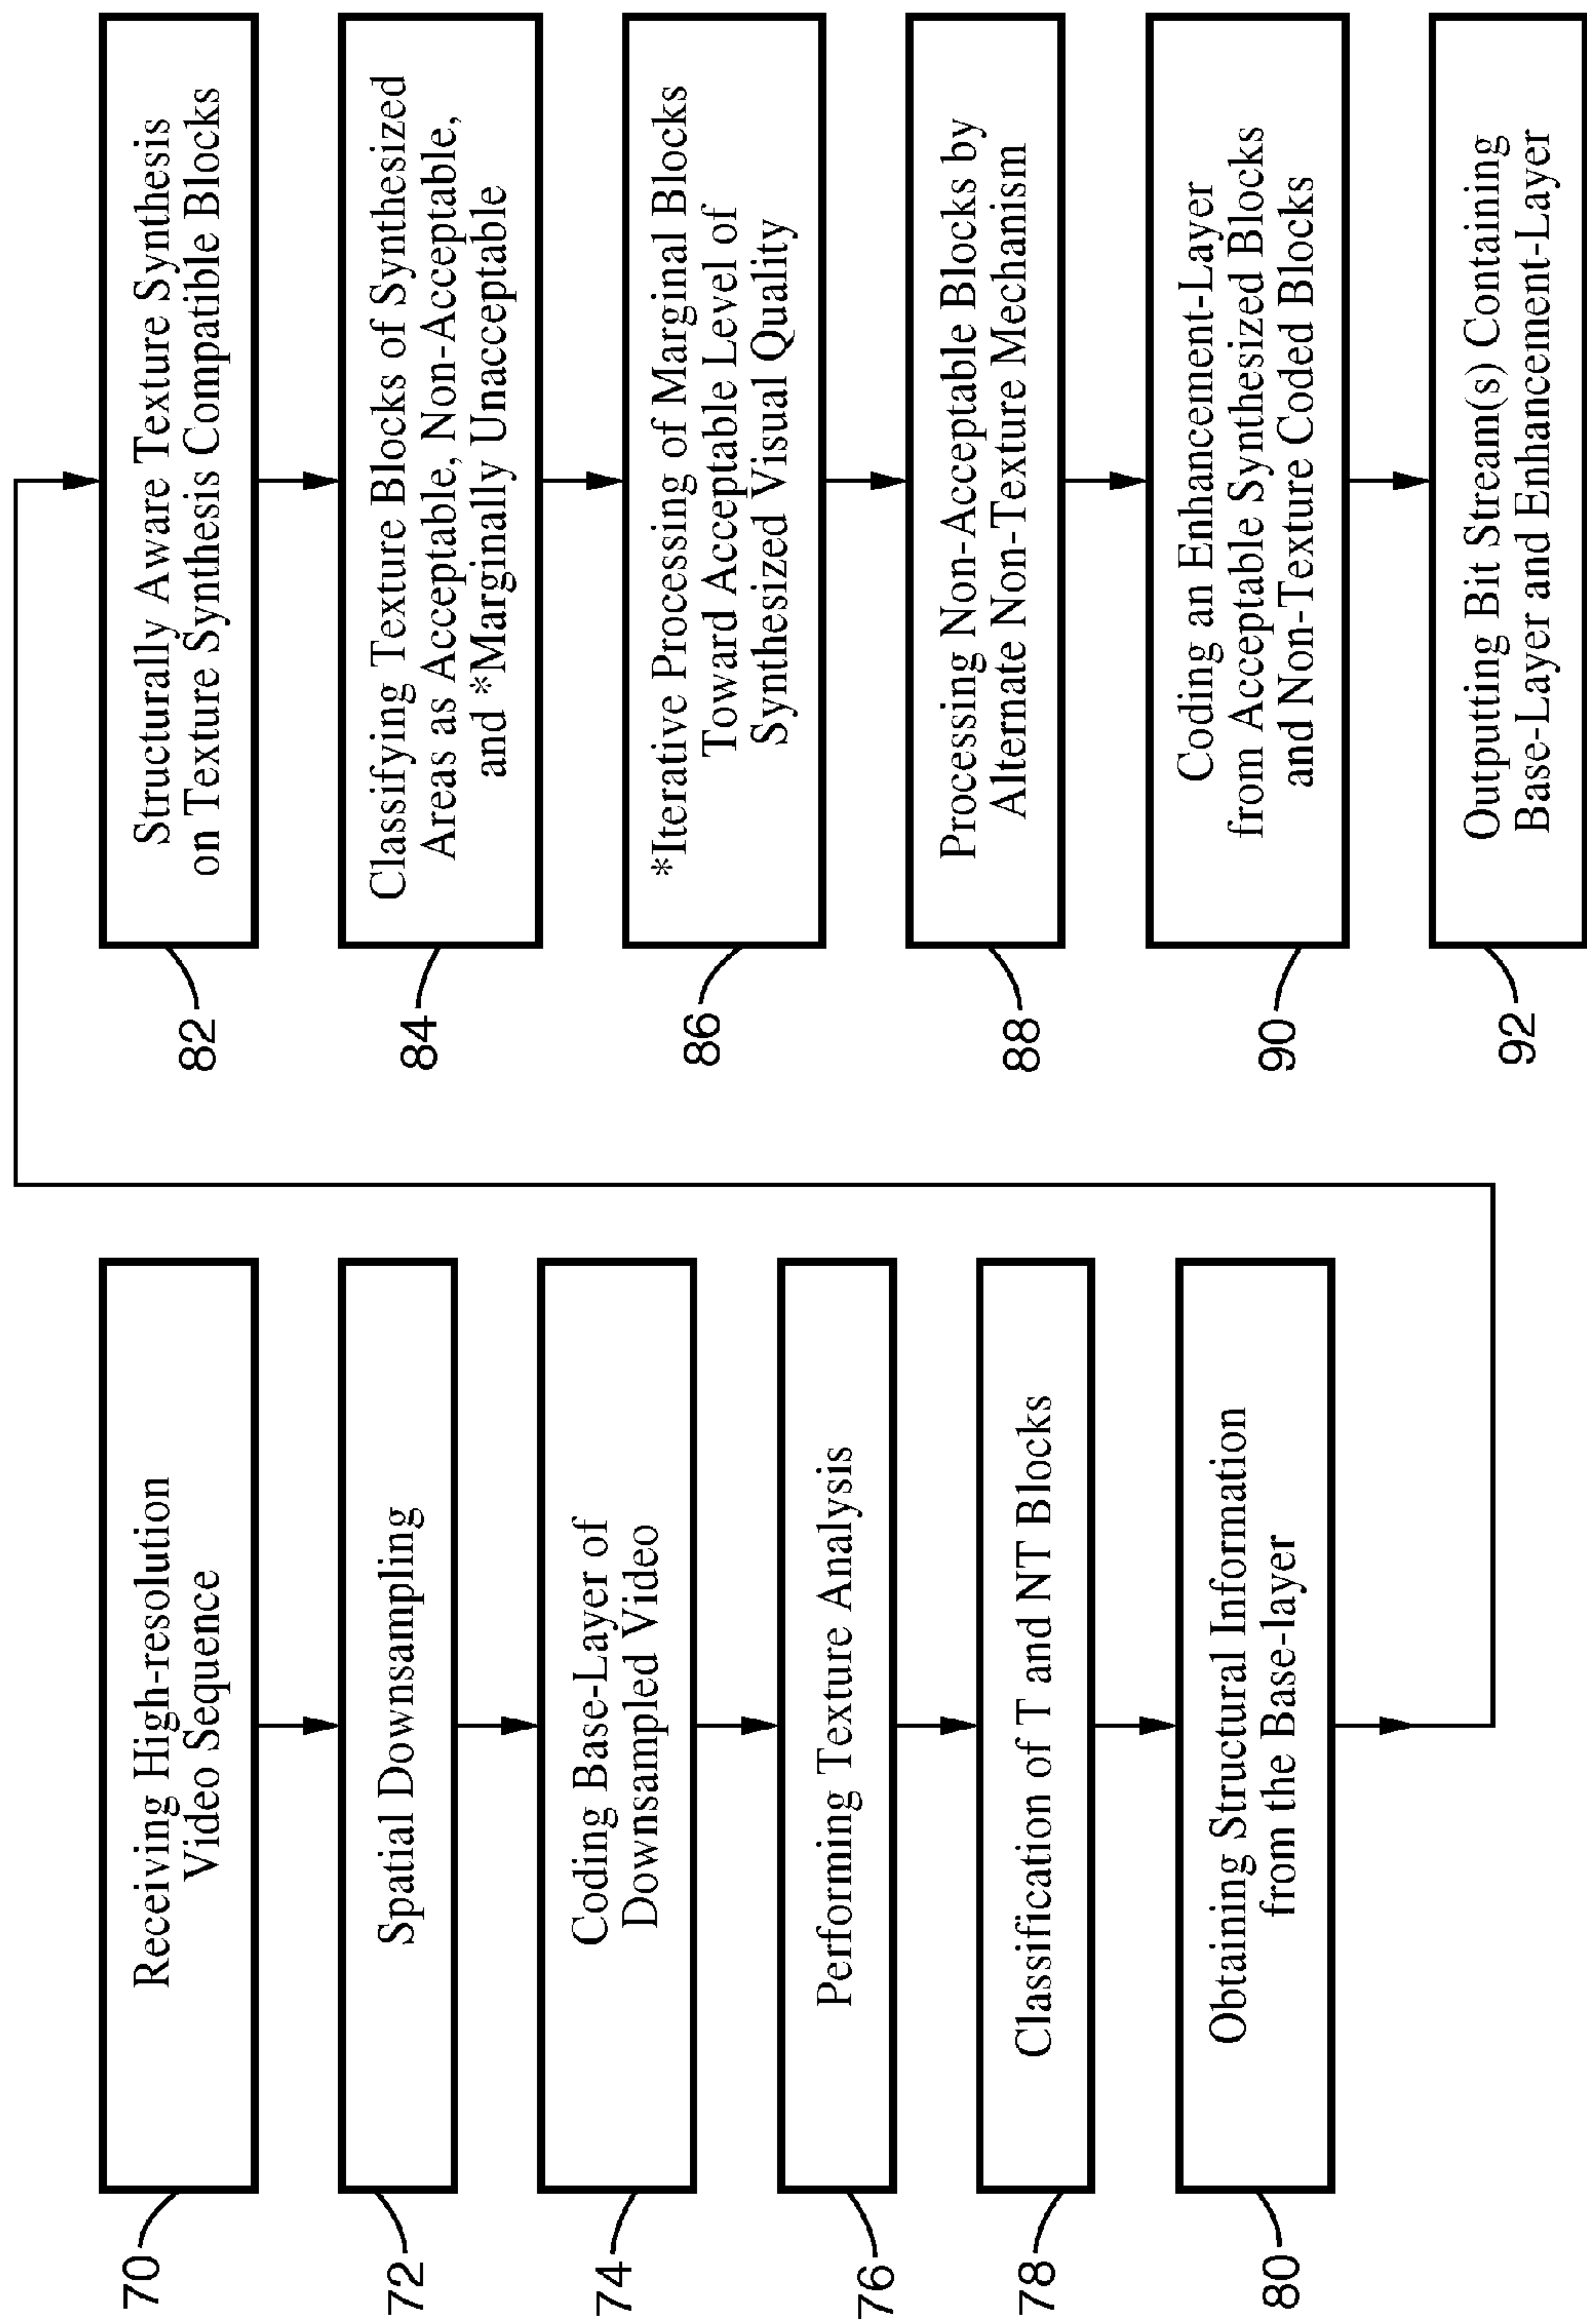 70
Receiving High-resolution
Video Sequence
72
Spatial Downsampling
74
Coding Base-Layer of
Downsampled Video
76
Performing Texture Analysis
78
Classification of T and NT Blocks
80
Obtaining Structural Information
from the Base-layer
82
Structurally Aware Texture Synthesis
on Texture Synthesis Compatible Blocks
84
Classifying Texture Blocks of Synthesized
Areas as Acceptable, Non-Acceptable,
and *Marginally Unacceptable
86
*Iterative Processing of Marginal Blocks
Toward Acceptable Level of
Synthesized Visual Quality
88
Processing Non-Acceptable Blocks by
Alternate Non-Texture Mechanism
90
Coding an Enhancement-Layer
from Acceptable Synthesized Blocks
and Non-Texture Coded Blocks
92
Outputting Bit Stream(s) Containing
Base-Layer and Enhancement-Layer